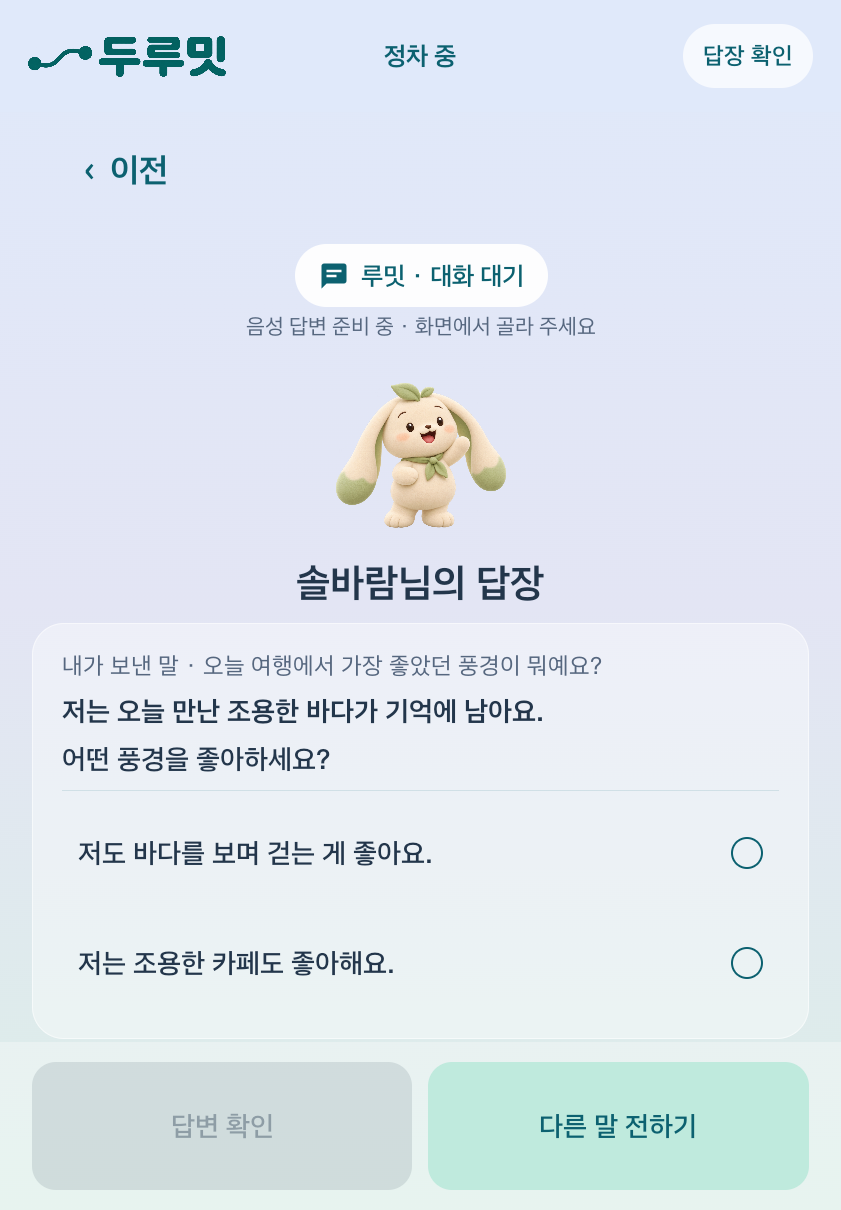 두루밋
정차 중
답장 확인
‹ 이전
루밋 · 대화 대기
음성 답변 준비 중 · 화면에서 골라 주세요
솔바람님의 답장
내가 보낸 말 · 오늘 여행에서 가장 좋았던 풍경이 뭐예요?
저는 오늘 만난 조용한 바다가 기억에 남아요.
어떤 풍경을 좋아하세요?
저도 바다를 보며 걷는 게 좋아요.
저는 조용한 카페도 좋아해요.
답변 확인
다른 말 전하기